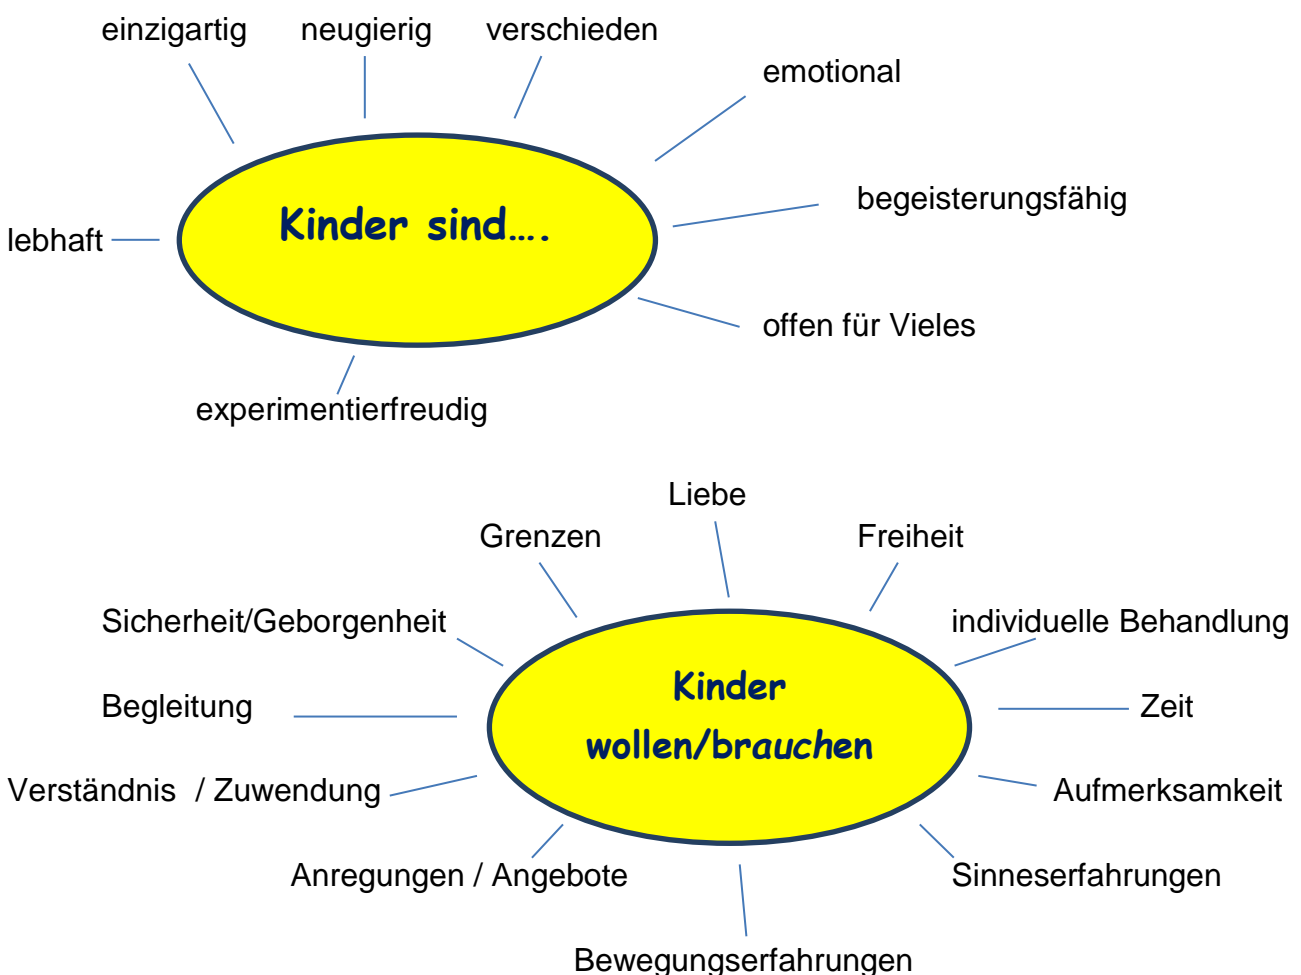 einzigartig neugierig verschieden
emotional
begeisterungsfähig
Kinder sind....
lebhaft
offen für Vieles
experimentierfreudig
Liebe
Grenzen Freiheit
Sicherheit/Geborgenheit individuelle Behandlung
Kinder
wollen/brauchen
Begleitung Zeit
Verständnis / Zuwendung Aufmerksamkeit
Anregungen / Angebote Sinneserfahrungen
Bewegungserfahrungen